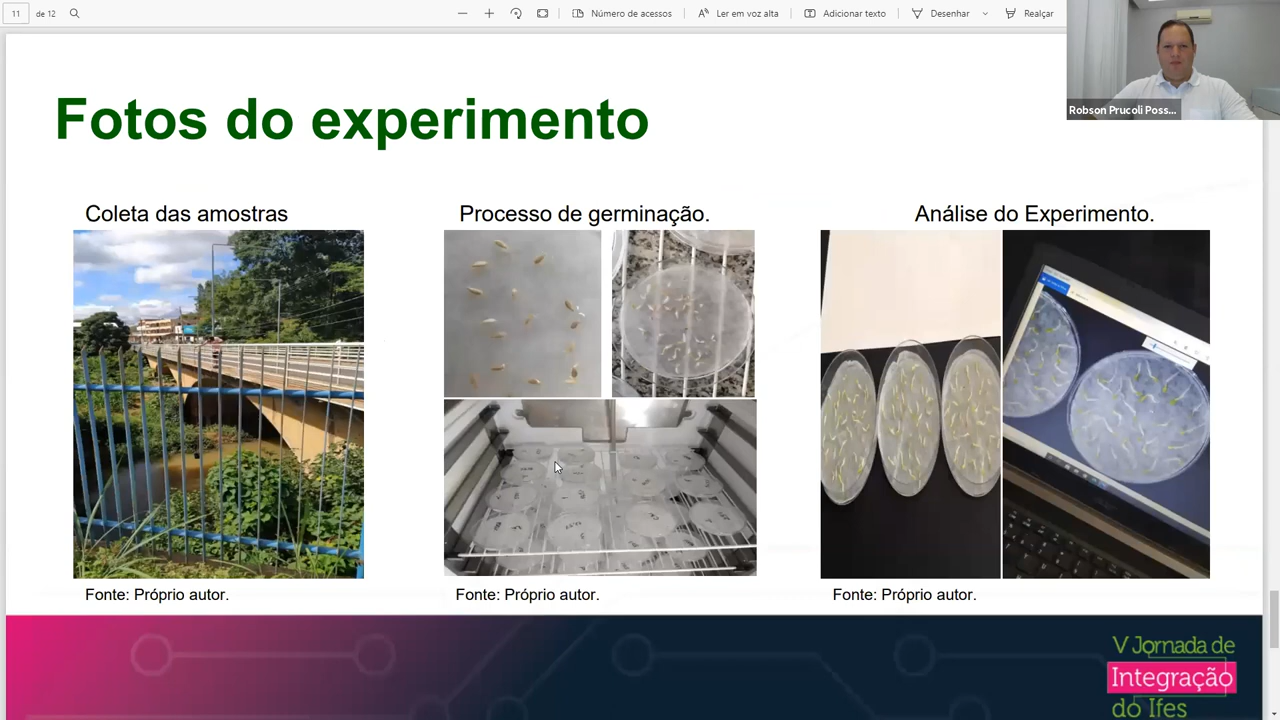 11 de 12
Número de acessos
Ler em voz alta
Adicionar texto
Desenhar
Realçar
Robson Prucoli Poss...
Fotos do experimento
Coleta das amostras
Processo de germinação.
Análise do Experimento.
Fonte: Próprio autor.
Fonte: Próprio autor.
Fonte: Próprio autor.
V Jornada de
Integração
do Ifes